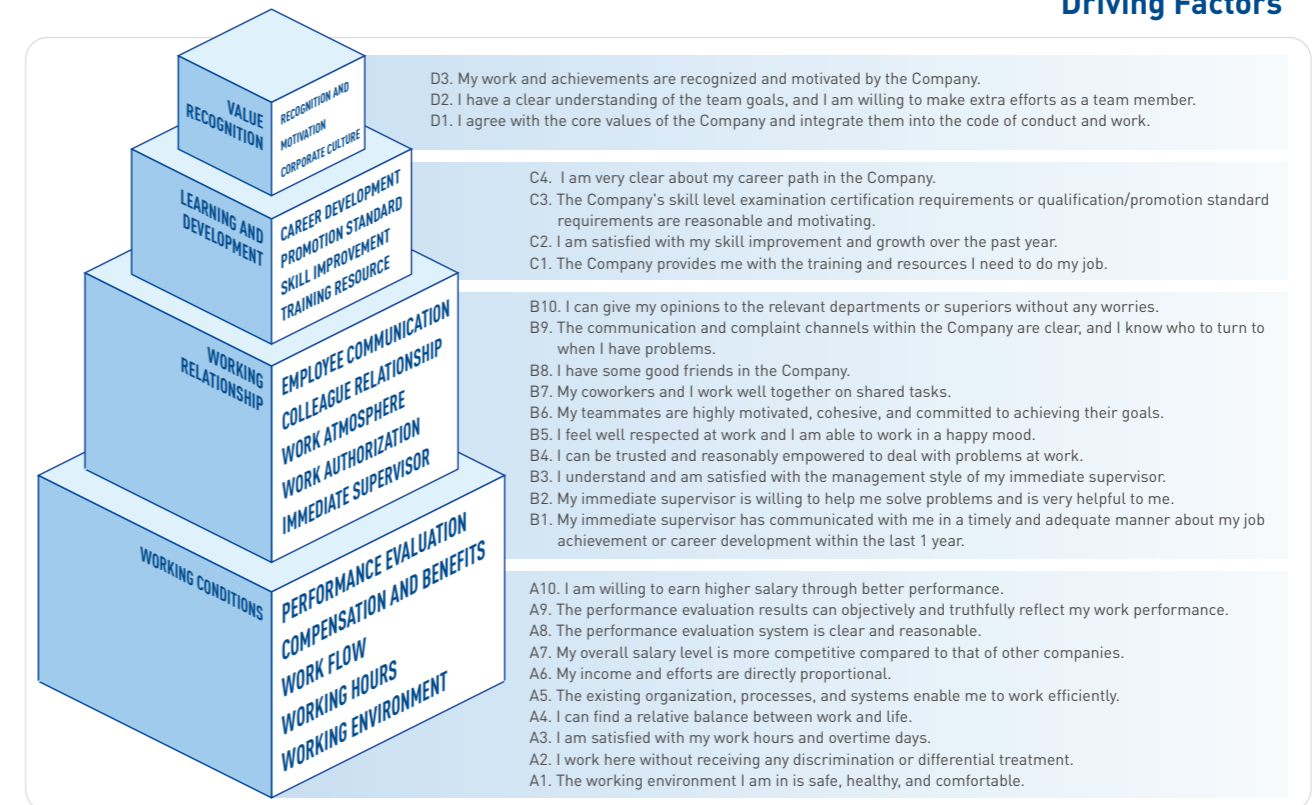 Driving Factors
VALUE
RECOGNITION
RECOGNITION AND
MOTIVATION
CORPORATE CULTURE
D3. My work and achievements are recognized and motivated by the Company.
D2. I have a clear understanding of the team goals, and I am willing to make extra efforts as a team member.
D1. I agree with the core values of the Company and integrate them into the code of conduct and work.
LEARNING AND
DEVELOPMENT
CAREER DEVELOPMENT
PROMOTION STANDARD
SKILL IMPROVEMENT
TRAINING RESOURCE
C4. I am very clear about my career path in the Company.
C3. The Company's skill level examination certification requirements or qualification/promotion standard
requirements are reasonable and motivating.
C2. I am satisfied with my skill improvement and growth over the past year.
C1. The Company provides me with the training and resources I need to do my job.
WORKING
RELATIONSHIP
EMPLOYEE COMMUNICATION
COLLEAGUE RELATIONSHIP
WORK ATMOSPHERE
WORK AUTHORIZATION
IMMEDIATE SUPERVISOR
B10. I can give my opinions to the relevant departments or superiors without any worries.
B9. The communication and complaint channels within the Company are clear, and I know who to turn to
when I have problems.
B8. I have some good friends in the Company.
B7. My coworkers and I work well together on shared tasks.
B6. My teammates are highly motivated, cohesive, and committed to achieving their goals.
B5. I feel well respected at work and I am able to work in a happy mood.
B4. I can be trusted and reasonably empowered to deal with problems at work.
B3. I understand and am satisfied with the management style of my immediate supervisor.
B2. My immediate supervisor is willing to help me solve problems and is very helpful to me.
B1. My immediate supervisor has communicated with me in a timely and adequate manner about my job
achievement or career development within the last 1 year.
WORKING CONDITIONS
PERFORMANCE EVALUATION
COMPENSATION AND BENEFITS
WORK FLOW
WORKING HOURS
WORKING ENVIRONMENT
A10. I am willing to earn higher salary through better performance.
A9. The performance evaluation results can objectively and truthfully reflect my work performance.
A8. The performance evaluation system is clear and reasonable.
A7. My overall salary level is more competitive compared to that of other companies.
A6. My income and efforts are directly proportional.
A5. The existing organization, processes, and systems enable me to work efficiently.
A4. I can find a relative balance between work and life.
A3. I am satisfied with my work hours and overtime days.
A2. I work here without receiving any discrimination or differential treatment.
A1. The working environment I am in is safe, healthy, and comfortable.